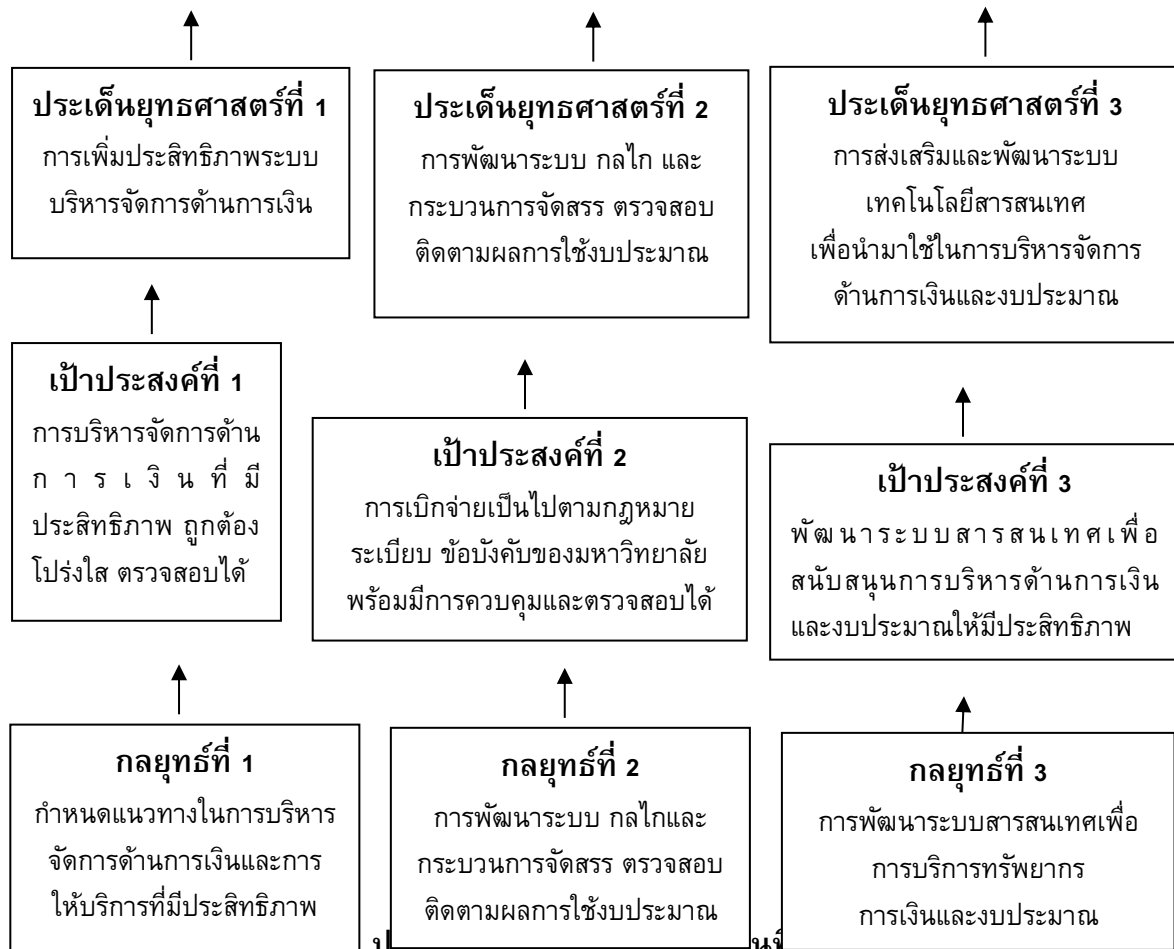 ประเด็นยุทธศาสตร์ที่ 1
การเพิ่มประสิทธิภาพระบบ
บริหารจัดการด้านการเงิน
ประเด็นยุทธศาสตร์ที่ 2
การพัฒนาระบบ กลไก และ
กระบวนการจัดสรร ตรวจสอบ
ติดตามผลการใช้งบประมาณ
ประเด็นยุทธศาสตร์ที่ 3
การส่งเสริมและพัฒนาระบบ
เทคโนโลยีสารสนเทศ
เพื่อนำมาใช้ในการบริหารจัดการ
ด้านการเงินและงบประมาณ
เป้าประสงค์ที่ 1
การบริหารจัดการด้าน
ก า ร เ งิ น ที่ มี
ประสิทธิภาพ ถูกต้อง
โปร่งใส ตรวจสอบได้
เป้าประสงค์ที่ 2
การเบิกจ่ายเป็นไปตามกฎหมาย
ระเบียบ ข้อบังคับของมหาวิทยาลัย
พร้อมมีการควบคุมและตรวจสอบได้
เป้าประสงค์ที่ 3
พัฒนาระบบสารสนเทศเพื่อ
สนับสนุนการบริหารด้านการเงิน
และงบประมาณให้มีประสิทธิภาพ
กลยุทธ์ที่ 1
กำหนดแนวทางในการบริหาร
จัดการด้านการเงินและการ
ให้บริการที่มีประสิทธิภาพ
กลยุทธ์ที่ 2
การพัฒนาระบบ กลไกและ
กระบวนการจัดสรร ตรวจสอบ
ติดตามผลการใช้งบประมาณ
กลยุทธ์ที่ 3
การพัฒนาระบบสารสนเทศเพื่อ
การบริการทรัพยากร
การเงินและงบประมาณ